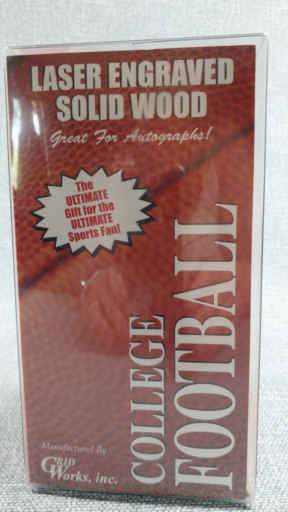 LASER ENGRAVED
SOLID WOOD
Great For Autographs!
The
ULTIMATE
Gift for the
ULTIMATE
Sports Fan!
COLLEGE
FOOTBALL
Manufactured By
GRID
Works, inc.